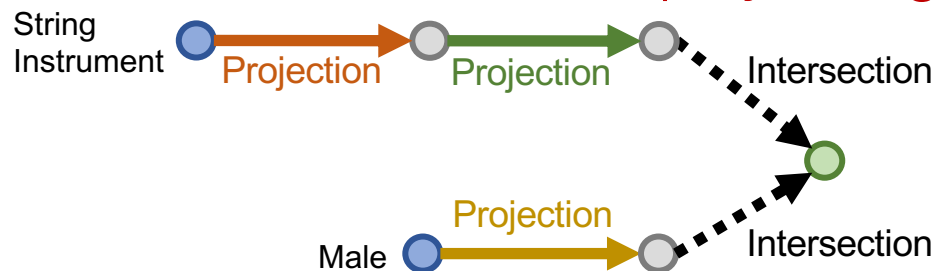 String
Instrument
Projection
Projection
Intersection
Projection
Male
Intersection